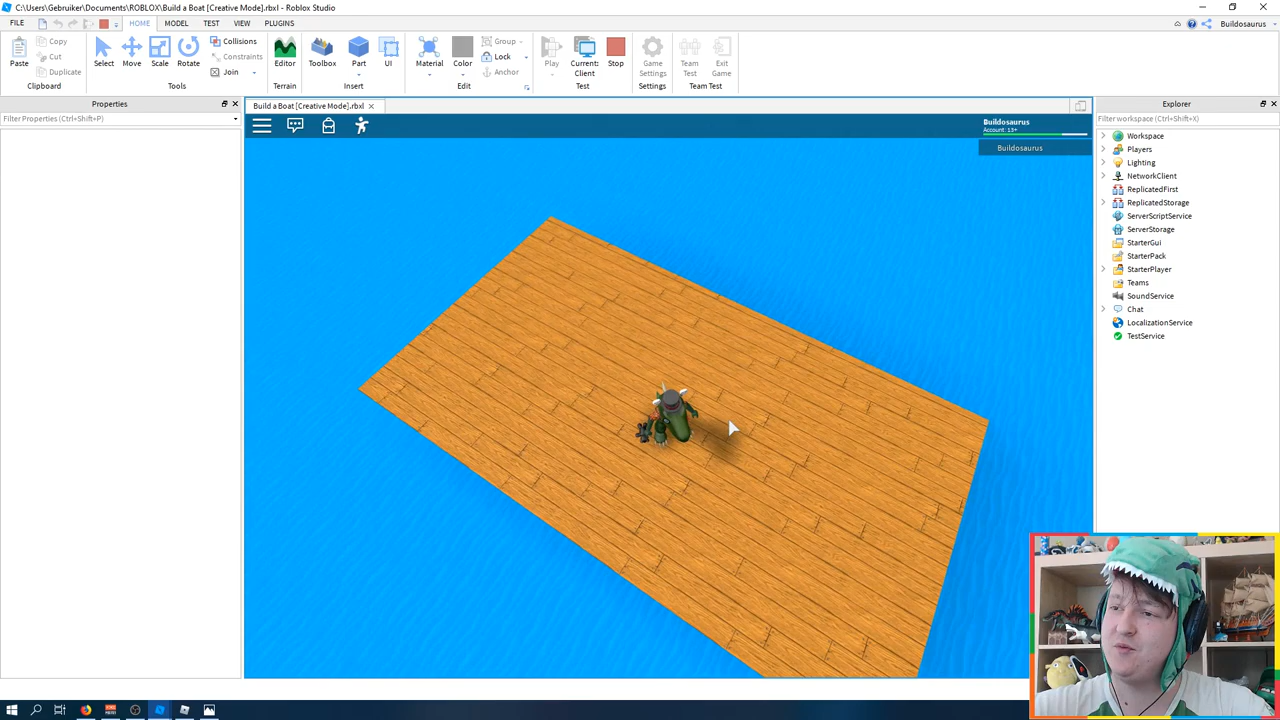 C:\Users\Gebruiker\Documents\ROBLOX\Build a Boat [Creative Mode].rbxl - Roblox Studio
FILE HOME MODEL TEST VIEW PLUGINS Buildosaurus
Paste Copy Cut Duplicate
Select Move Scale Rotate Collisions Constraints Join
Editor Toolbox Part UI
Material Color Group Lock Anchor
Play Current: Client Stop
Game Settings
Team Test Exit Game
Clipboard Tools Terrain Insert Edit Test Settings Team Test
Properties
Filter Properties (Ctrl+Shift+P)
Build a Boat [Creative Mode].rbxl
Buildosaurus
Account: 13+
Buildosaurus
Explorer
Filter workspace (Ctrl+Shift+X)
Workspace
Players
Lighting
NetworkClient
ReplicatedFirst
ReplicatedStorage
ServerScriptService
ServerStorage
StarterGui
StarterPack
StarterPlayer
Teams
SoundService
Chat
LocalizationService
TestService